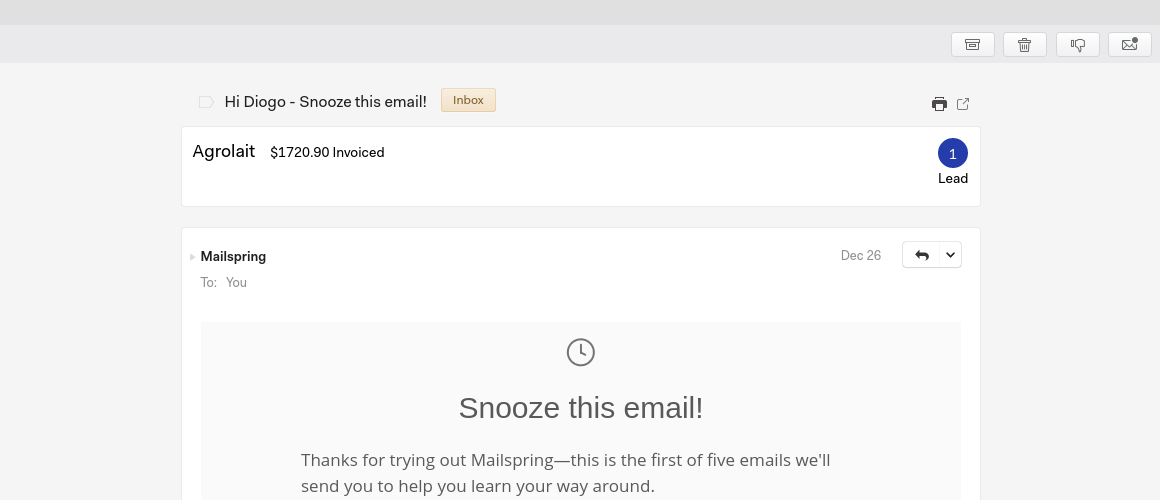 Hi Diogo - Snooze this email! Inbox
Agrolait $1720.90 Invoiced
1
Lead
Mailspring Dec 26
To: You
Snooze this email!
Thanks for trying out Mailspring—this is the first of five emails we'll
send you to help you learn your way around.